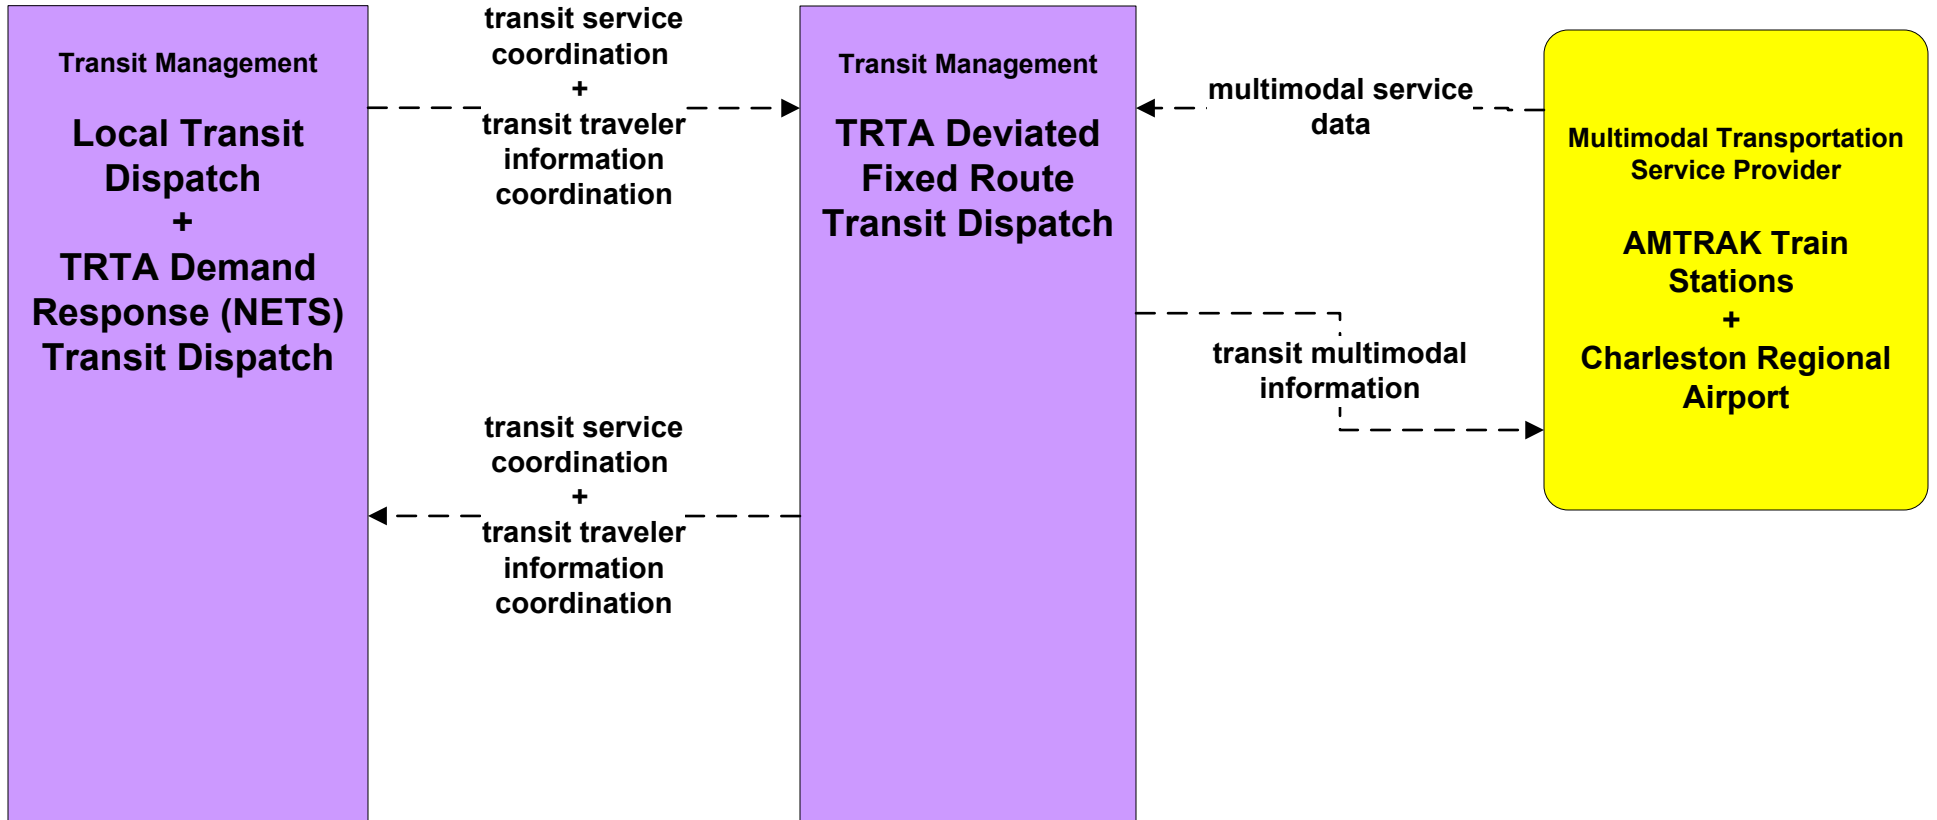 Transit Management
Local Transit
Dispatch
+
TRTA Demand
Response (NETS)
Transit Dispatch
transit service
coordination
+
transit traveler
information
coordination
transit service
coordination
+
transit traveler
information
coordination
Transit Management
TRTA Deviated
Fixed Route
Transit Dispatch
multimodal service
data
transit multimodal
information
Multimodal Transportation
Service Provider
AMTRAK Train
Stations
+
Charleston Regional
Airport